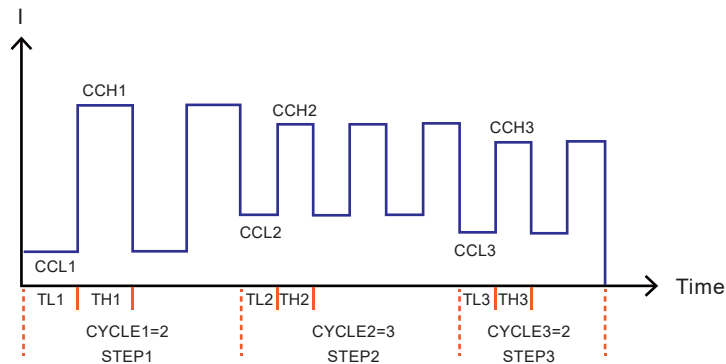 I
CCH1
CCH2
CCH3
CCL1
CCL2
CCL3
Time
TL1 TH1 TL2 TH2 TL3 TH3
CYCLE1=2 CYCLE2=3 CYCLE3=2
STEP1 STEP2 STEP3